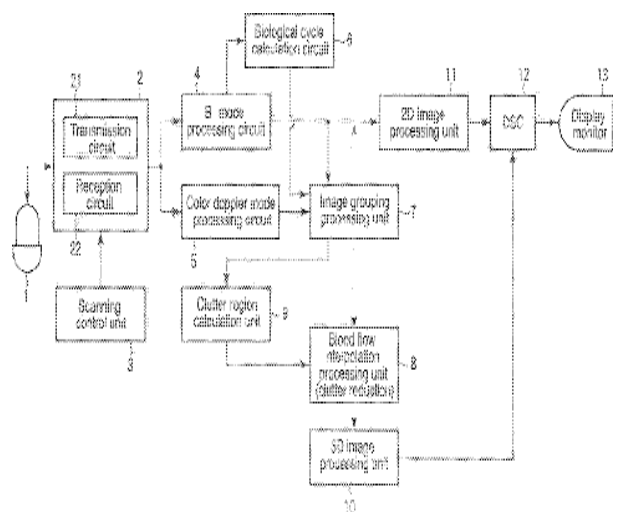 Biological cycle
calculation circuit
6
21
2
4
11
12
13
Transmission
circuit
B mode
processing circuit
2D image
processing unit
DSC
Display
monitor
Reception
circuit
Color doppler mode
processing circuit
Image grouping
processing unit
7
22
5
1
Scanning
control unit
3
Clutter region
calculation unit
9
Blood flow
interpolation
processing unit
(clutter reduction)
8
3D image
processing unit
10